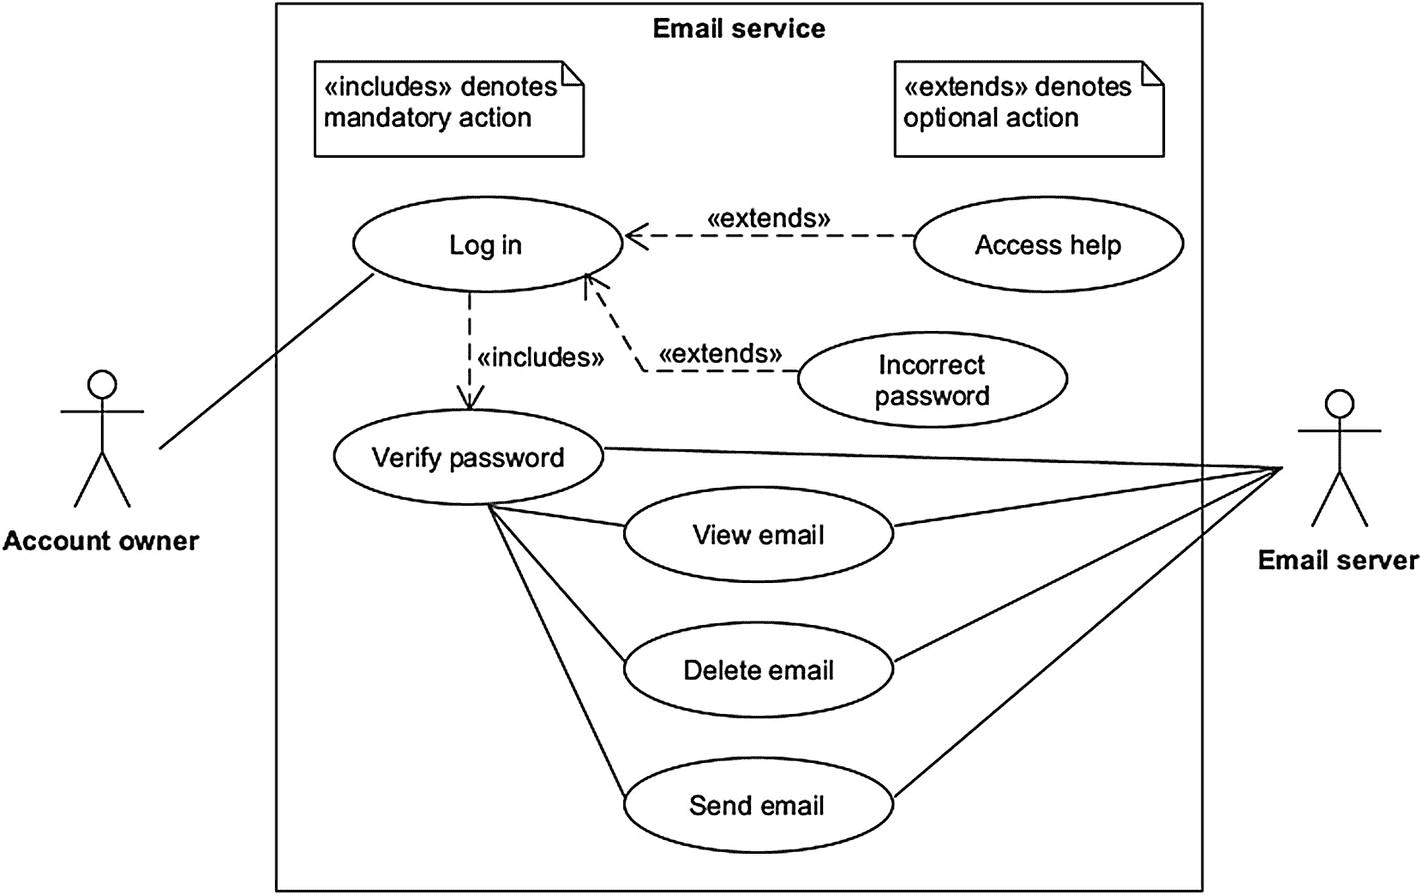 Email service
«includes» denotes
mandatory action
«extends» denotes
optional action
Log in
«extends»
Access help
«includes»
«extends»
Incorrect
password
Verify password
View email
Account owner
Email server
Delete email
Send email